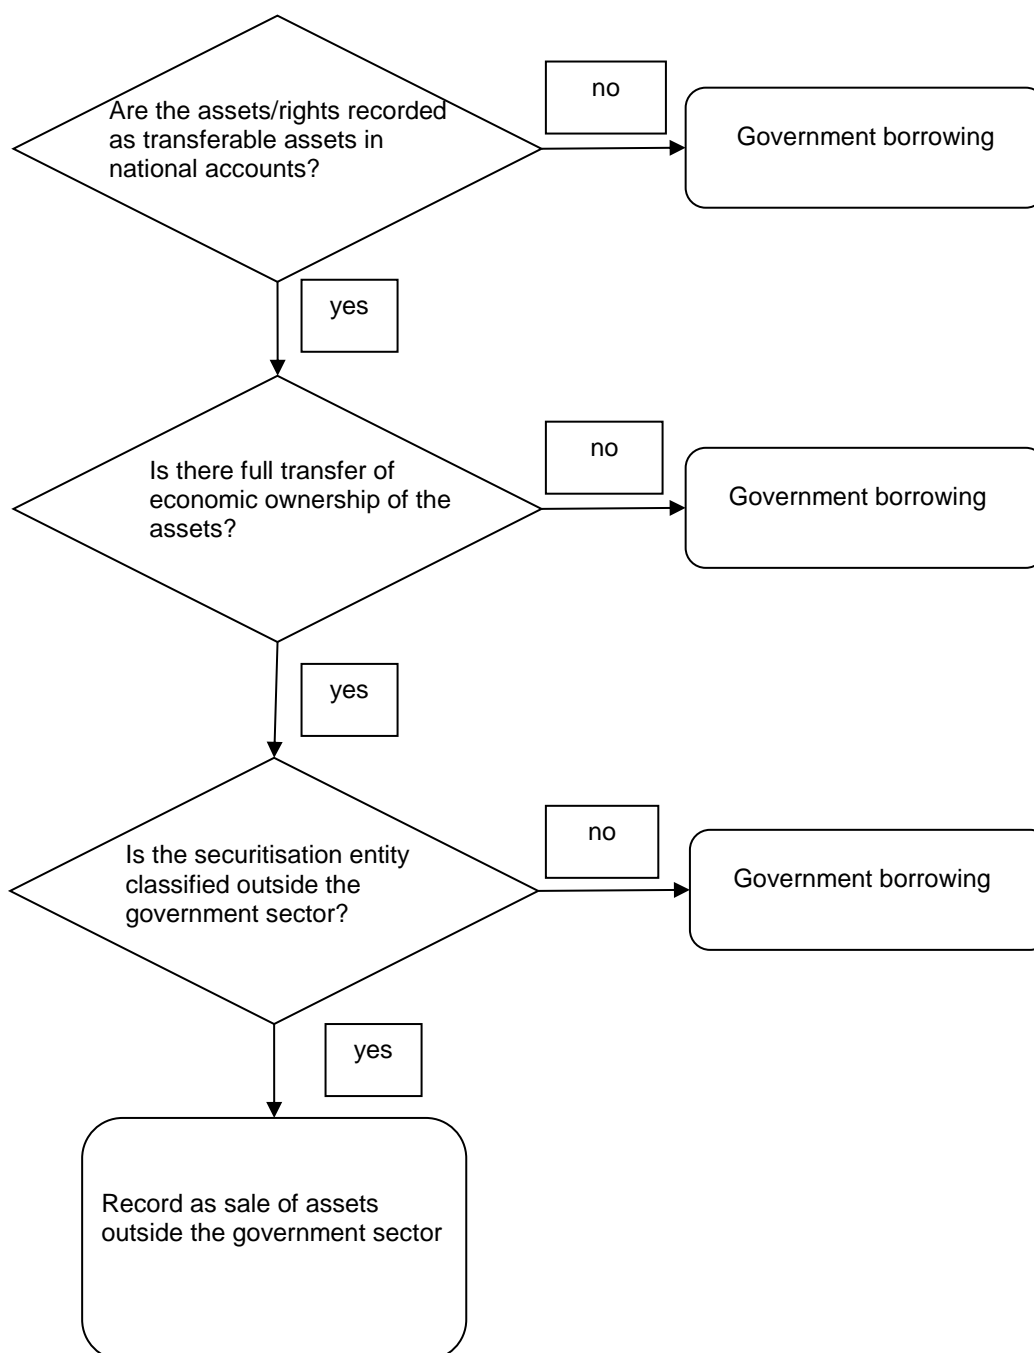 Are the assets/rights recorded
as transferable assets in
national accounts?
no
Government borrowing
yes
Is there full transfer of
economic ownership of the
assets?
no
Government borrowing
yes
Is the securitisation entity
classified outside the
government sector?
no
Government borrowing
yes
Record as sale of assets
outside the government sector